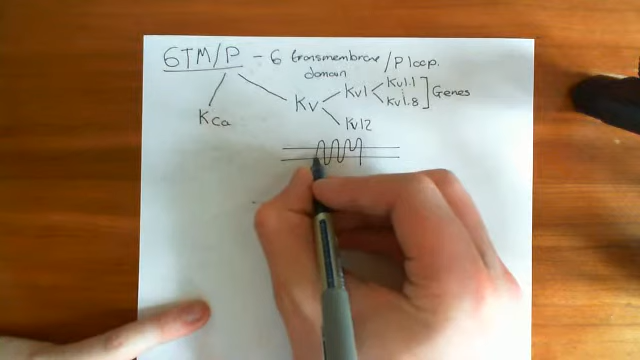 6TM/P - 6 transmembrane / P loop.
domain
Kv1.1
Kv1
Kv1.8
Genes
Kv
KCa
Kv12